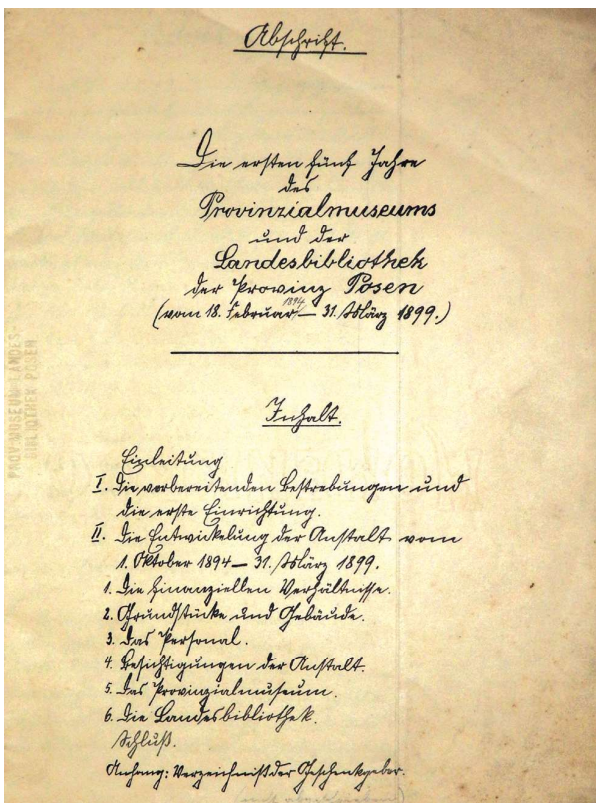 Abschrift.
Die ersten fünf Jahre
des
Provinzialmuseums
und der
Landesbibliothek
der Provinz Posen
(vom 18. Februar 1894 — 31. März 1899.)
PROV. MUSEUM LANDES-
BIBLIOTHEK POSEN
Inhalt.
Einleitung
I. Die vorbereitenden Bestrebungen und
die erste Einrichtung.
II. Die Entwickelung der Anstalt vom
1. Oktober 1894 — 31. März 1899.
1. Die finanziellen Verhältnisse.
2. Grundstücke und Gebäude.
3. Das Personal.
4. Besichtigungen der Anstalt.
5. Das Provinzialmuseum.
6. Die Landesbibliothek.
Schluß.
Anhang: Verzeichniß der Geschenkgeber.